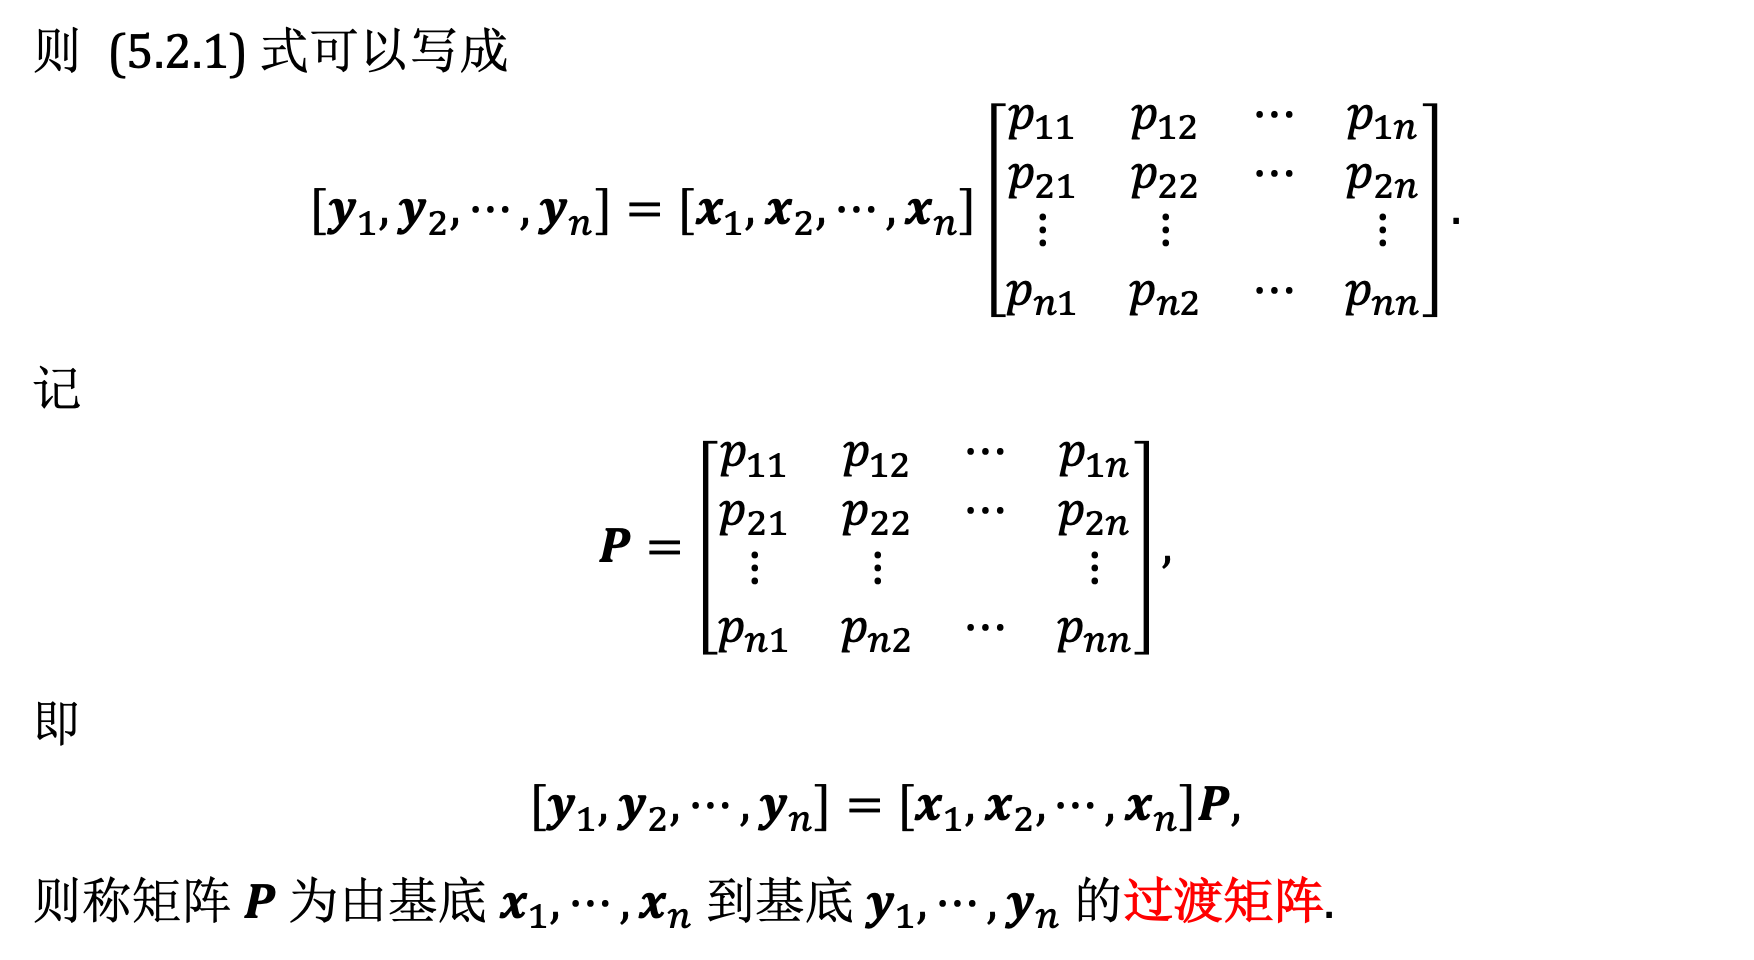 则 (5.2.1) 式可以写成
[y₁, y₂, ⋯, yₙ] = [x₁, x₂, ⋯, xₙ] [p₁₁ p₁₂ ⋯ p₁ₙ
p₂₁ p₂₂ ⋯ p₂ₙ
⋮ ⋮ ⋮
pₙ₁ pₙ₂ ⋯ pₙₙ] .
记
P = [p₁₁ p₁₂ ⋯ p₁ₙ
p₂₁ p₂₂ ⋯ p₂ₙ
⋮ ⋮ ⋮
pₙ₁ pₙ₂ ⋯ pₙₙ] ,
即
[y₁, y₂, ⋯, yₙ] = [x₁, x₂, ⋯, xₙ]P,
则称矩阵 P 为由基底 x₁, ⋯, xₙ 到基底 y₁, ⋯, yₙ 的过渡矩阵.